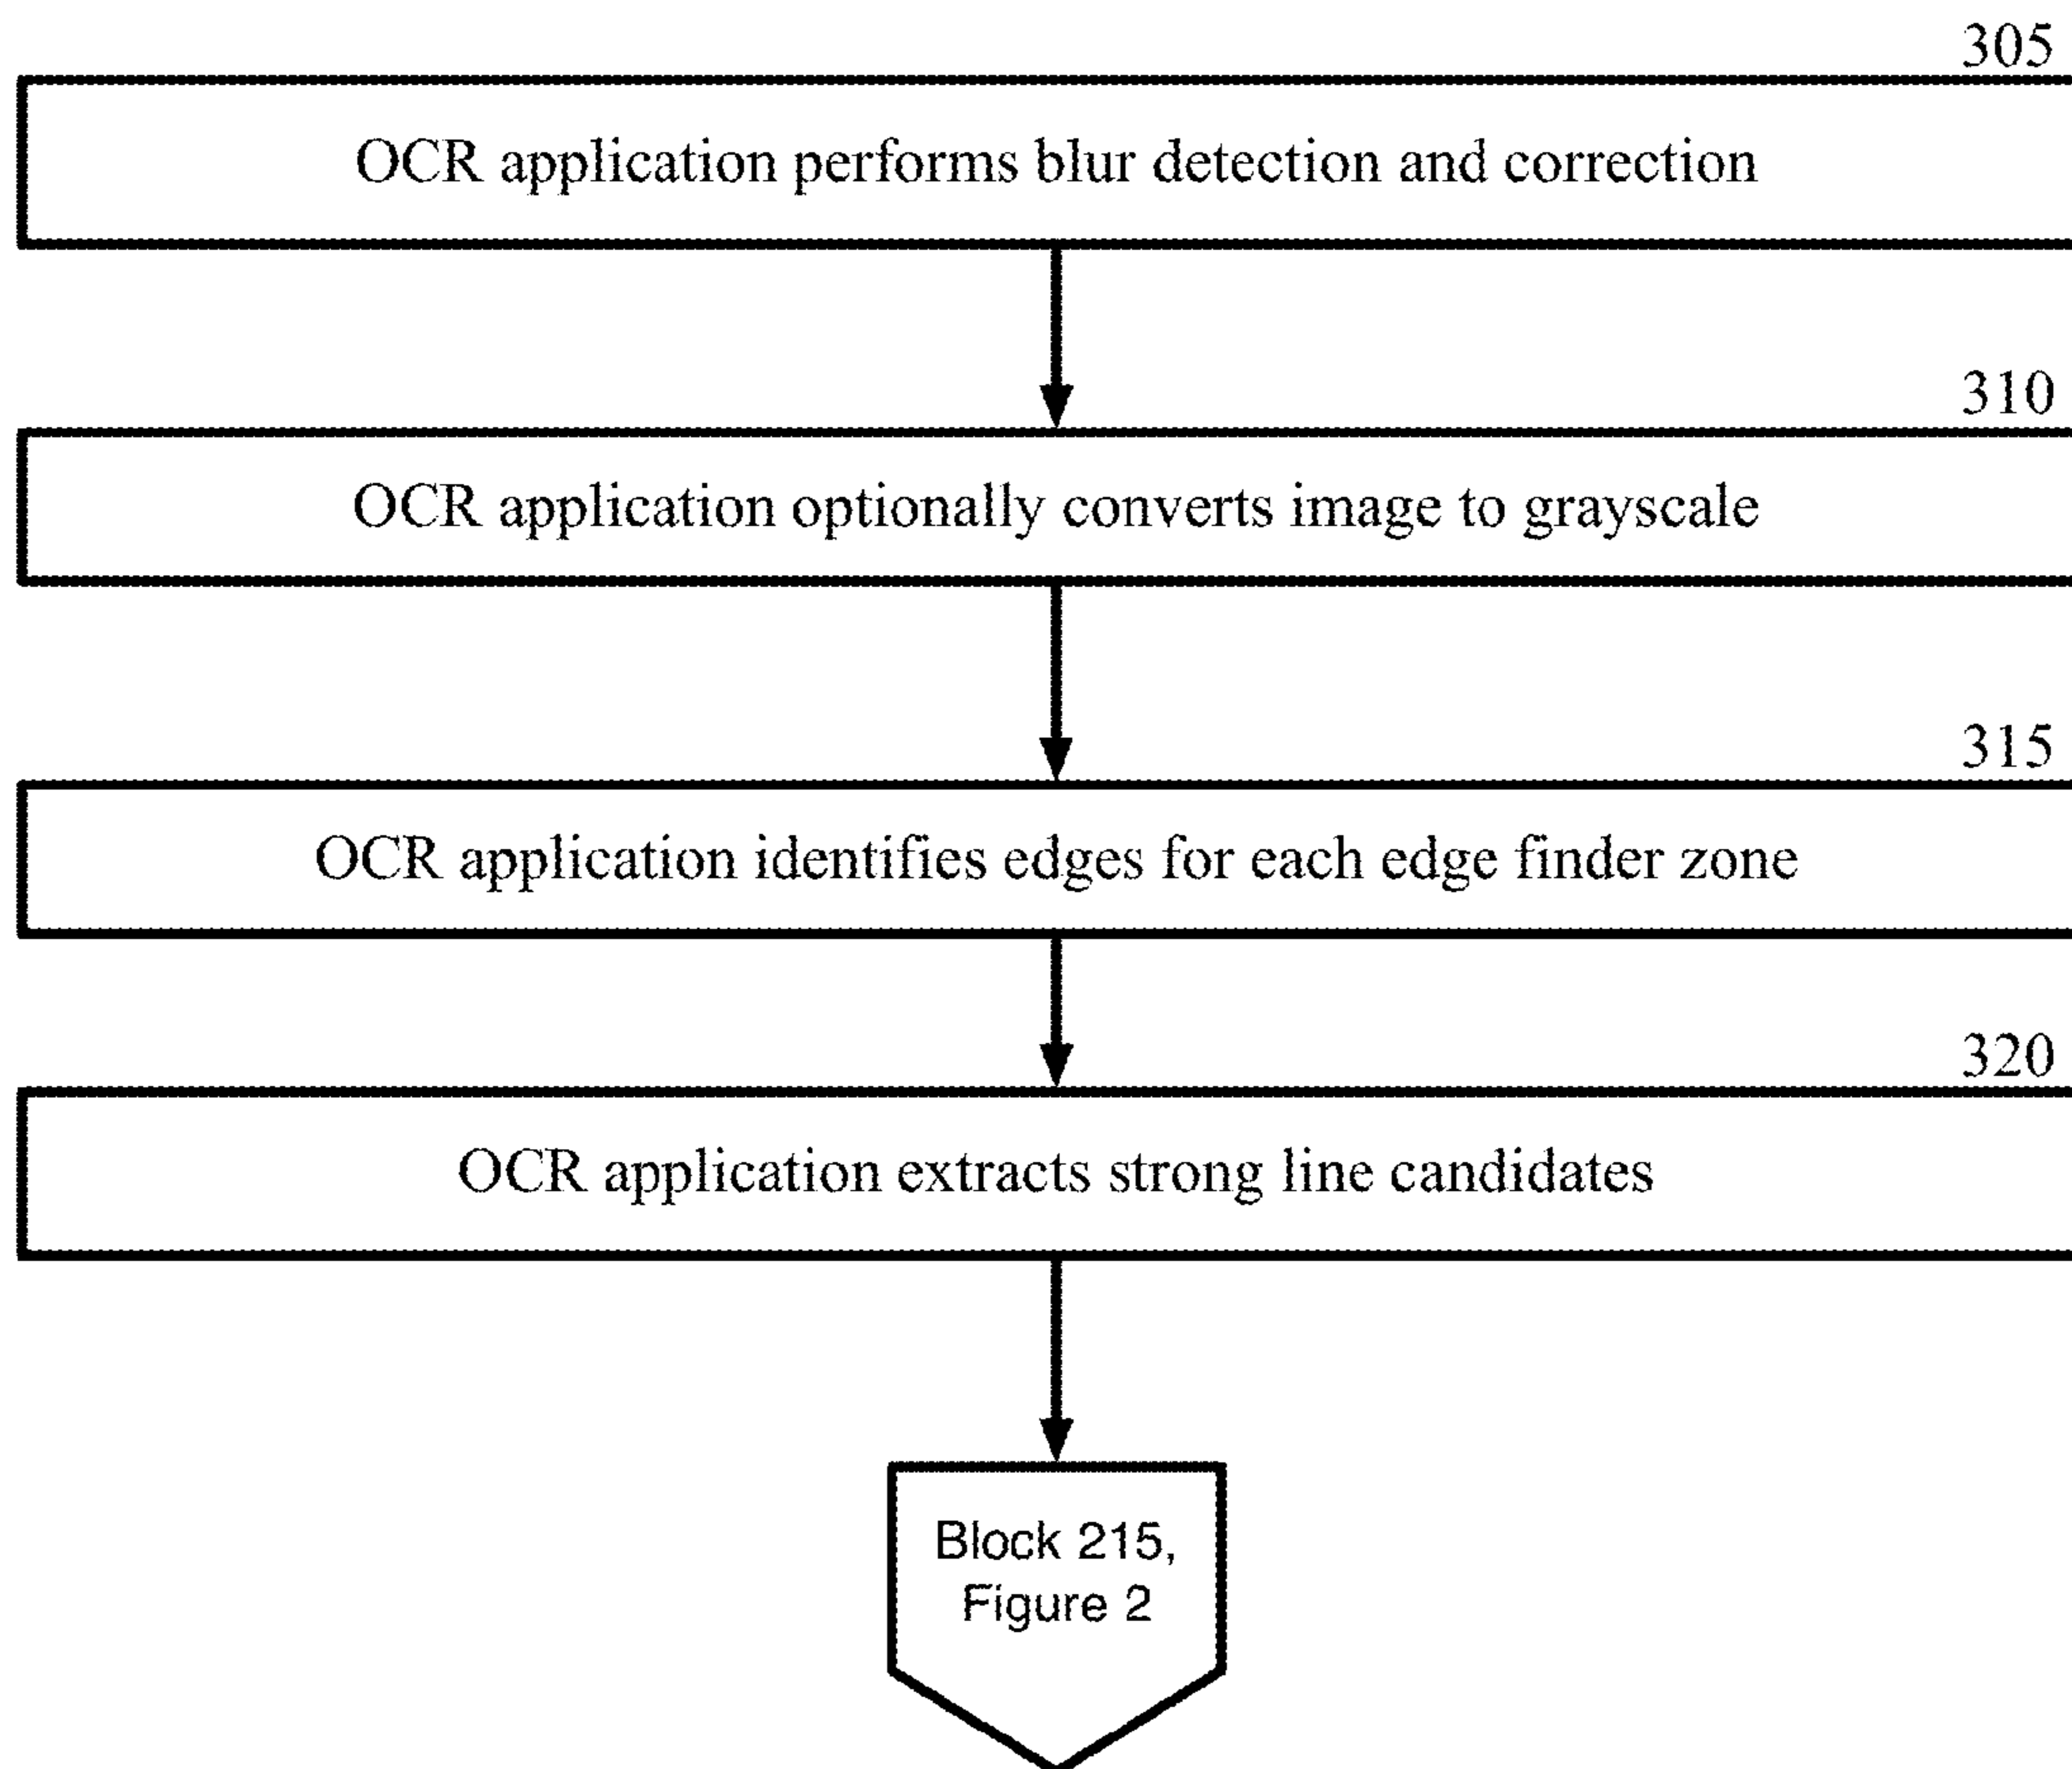 305
OCR application performs blur detection and correction
310
OCR application optionally converts image to grayscale
315
OCR application identifies edges for each edge finder zone
320
OCR application extracts strong line candidates
Block 215,
Figure 2